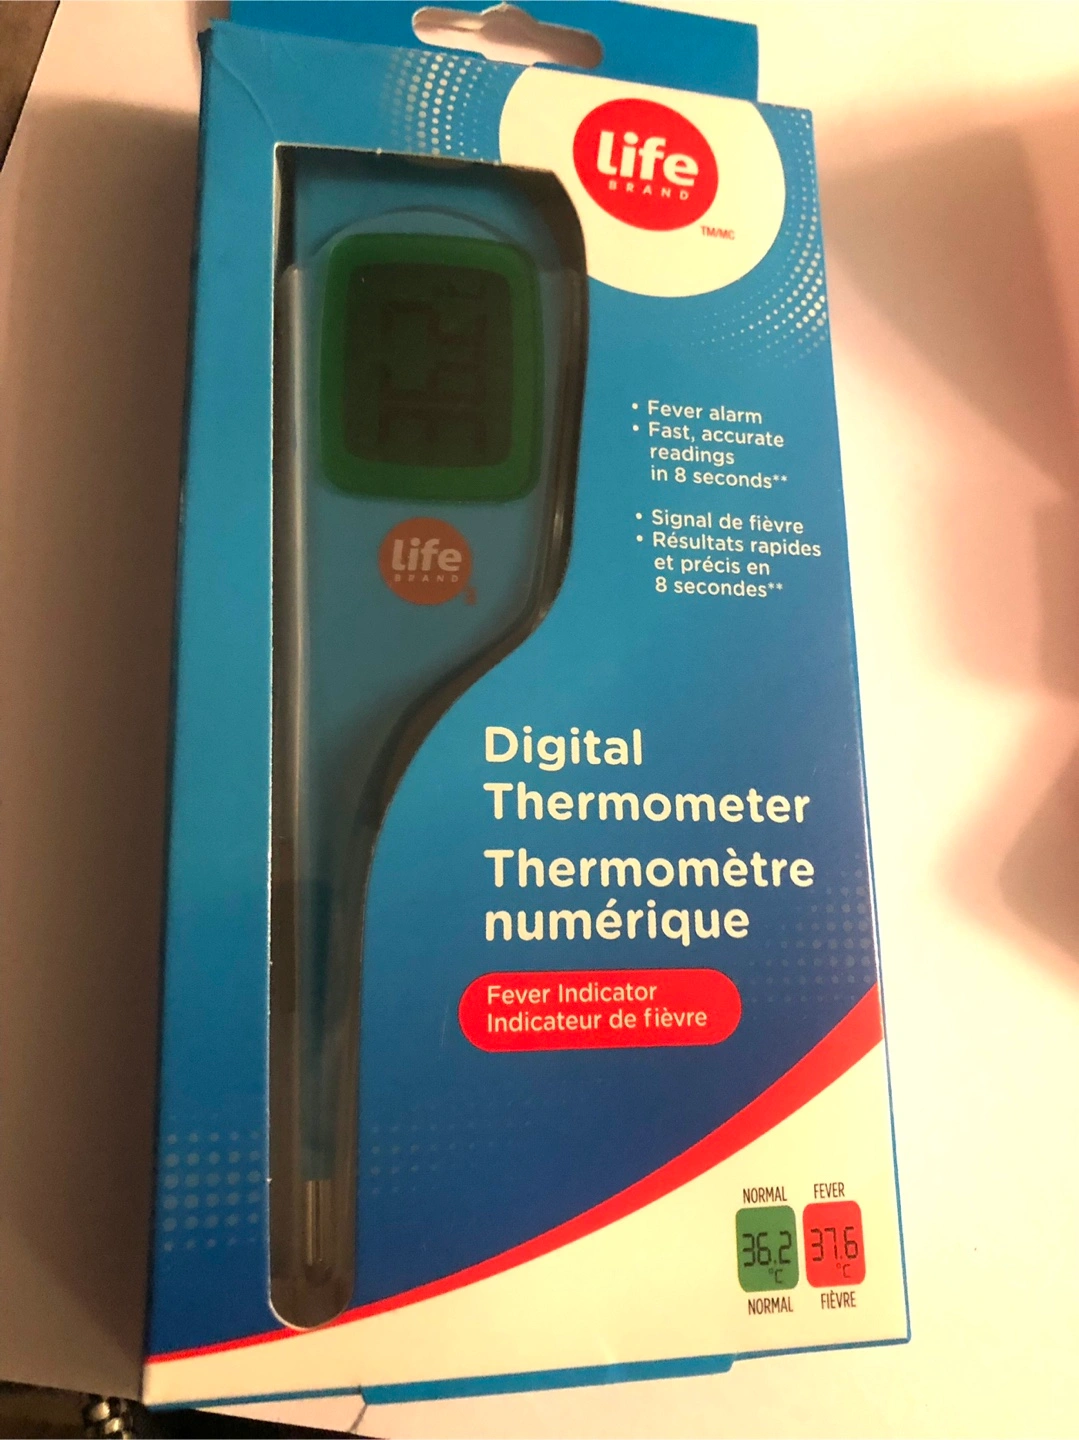 life
BRAND
TM/MC
36.2
°C
life
BRAND
• Fever alarm
• Fast, accurate
readings
in 8 seconds**
• Signal de fièvre
• Résultats rapides
et précis en
8 secondes**
Digital
Thermometer
Thermomètre
numérique
Fever Indicator
Indicateur de fièvre
NORMAL FEVER
36.2 37.6
°C °C
NORMAL FIÈVRE